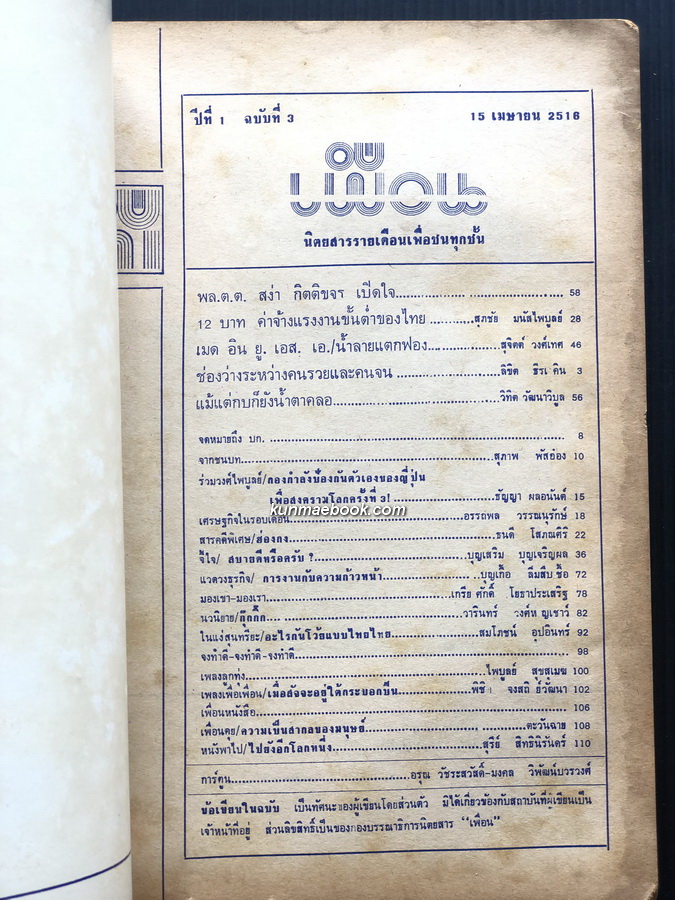 ปีที่ 1 ฉบับที่ 3 15 เมษายน 2516
เพื่อน
นิตยสารรายเดือนเพื่อชนทุกชั้น
พล.ต.ต. สง่า กิตติขจร เปิดใจ 58
12 บาท ค่าจ้างแรงงานขั้นต่ำของไทย สุภชัย มนัสไพบูลย์ 28
เมด อิน ยู. เอส. เอ./น้ำลายแตกฟอง สุจิตต์ วงศ์เทศ 46
ช่องว่างระหว่างคนรวยและคนจน ลิขิต ธีรเวคิน 3
แม้แต่กบก็ยังน้ำตาคลอ วิทิต วัฒนาวิบูล 56
จดหมายถึง บก. 8
จากชนบท สุภาพ พัสอ๋อง 10
ร่วมวงศ์ไพบูลย์/กองกำลังป้องกันตัวเองของญี่ปุ่น
เพื่อสงครามโลกครั้งที่ ๓! ธัญญา ผลอนันต์ 15
kunmaebook.com
เศรษฐกิจในรอบเดือน อรรถพล วรรณนุรักษ์ 18
สารคดีพิเศษ/ฮ่องกง ธนดี โสภณศิริ 22
จี้ใจ/ สบายดีหรือครับ ? บุญเสริม บุญเจริญผล 36
แวดวงธุรกิจ/ การงานกับความก้าวหน้า บุญเกื้อ ลืมสืบชื้อ 72
มองเขา-มองเรา เกรียงศักดิ์ โยธาประเสริฐ 78
นวนิยาย/กุ๊กกิ๊ก วารินทร์ วงศ์หาญเชาว์ 82
ในแง่สุนทรียะ/อะไรกันโว้ยแบบไทยไทย สมโภชน์ อุปอินทร์ 92
จงทำดี-จงทำดี-จงทำดี 98
เพลงลูกทุ่ง ไพบูลย์ สุขสุเมฆ 100
เพลงเพื่อเพื่อน/เมื่อสัจจะอยู่ใต้กระบอกปืน พิชิต จงสถิตย์วัฒนา 102
เพื่อนหนังสือ 106
เพื่อนคุย/ความเป็นสากลของมนุษย์ ตะวันฉาย 108
หนังพาไป/ไปยังอีกโลกหนึ่ง สุริย์ สิทธินิรันดร์ 110
การ์ตูน อรุณ วัชระสวัสดิ์-มงคล วิพัฒน์บวรวงศ์
ข้อเขียนในฉบับ เป็นทัศนะของผู้เขียนโดยส่วนตัว มิได้เกี่ยวข้องกับสถาบันที่ผู้เขียนเป็น
เจ้าหน้าที่อยู่ ส่วนลิขสิทธิ์เป็นของกองบรรณาธิการนิตยสาร "เพื่อน"